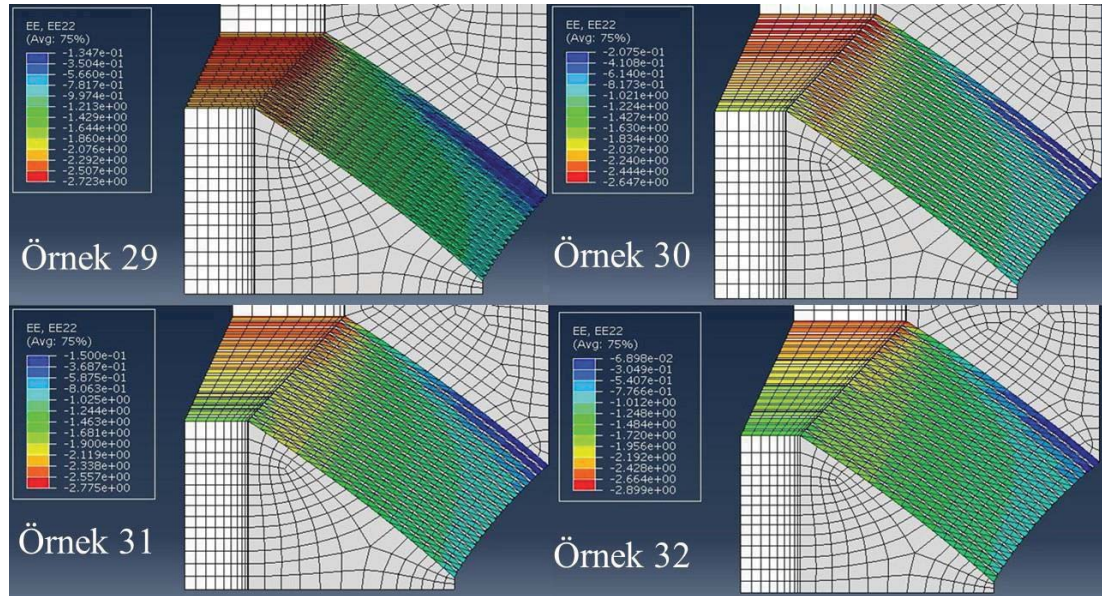 EE, EE22
(Avg: 75%)
-1.347e-01
-3.504e-01
-5.660e-01
-7.817e-01
-9.974e-01
-1.213e+00
-1.429e+00
-1.644e+00
-1.860e+00
-2.076e+00
-2.292e+00
-2.507e+00
-2.723e+00
Örnek 29
EE, EE22
(Avg: 75%)
-2.075e-01
-4.108e-01
-6.140e-01
-8.173e-01
-1.021e+00
-1.224e+00
-1.427e+00
-1.630e+00
-1.834e+00
-2.037e+00
-2.240e+00
-2.444e+00
-2.647e+00
Örnek 30
EE, EE22
(Avg: 75%)
-1.500e-01
-3.687e-01
-5.875e-01
-8.063e-01
-1.025e+00
-1.244e+00
-1.463e+00
-1.681e+00
-1.900e+00
-2.119e+00
-2.338e+00
-2.557e+00
-2.775e+00
Örnek 31
EE, EE22
(Avg: 75%)
-6.898e-02
-3.049e-01
-5.407e-01
-7.766e-01
-1.012e+00
-1.248e+00
-1.484e+00
-1.720e+00
-1.956e+00
-2.192e+00
-2.428e+00
-2.664e+00
-2.899e+00
Örnek 32